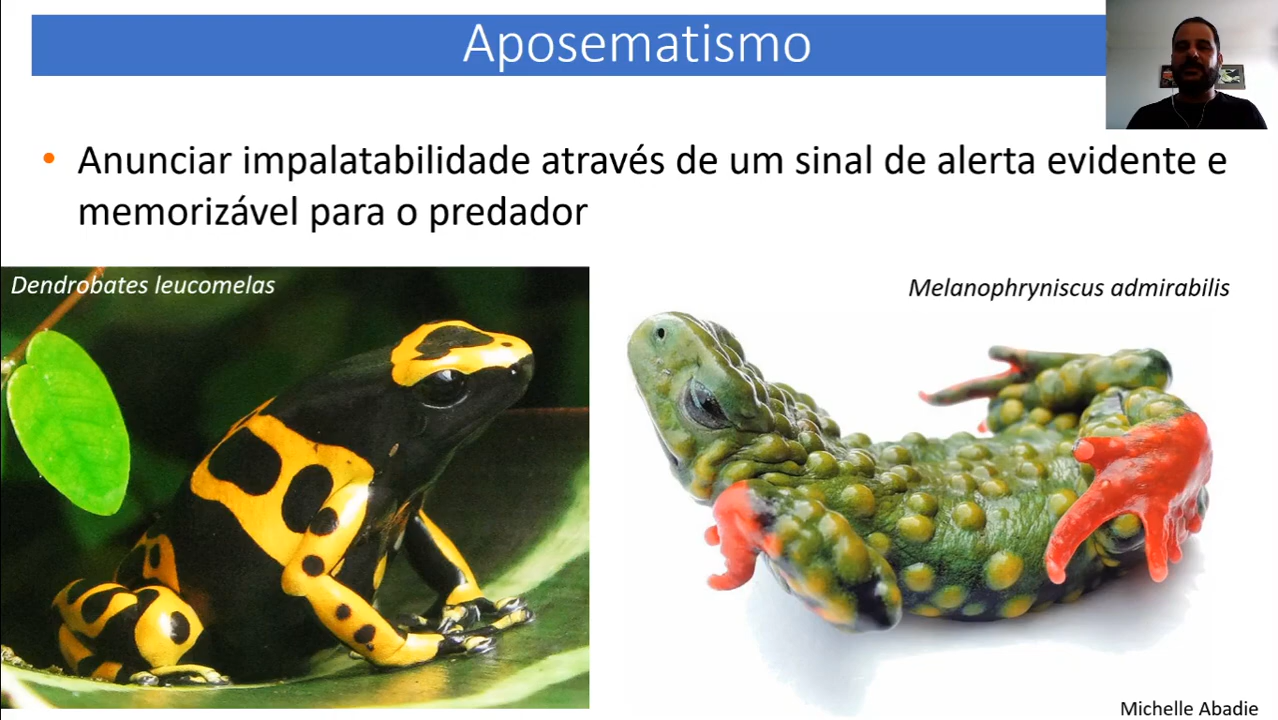 Aposematismo
• Anunciar impalatabilidade através de um sinal de alerta evidente e
memorizável para o predador
Dendrobates leucomelas
Melanophryniscus admirabilis
Michelle Abadie